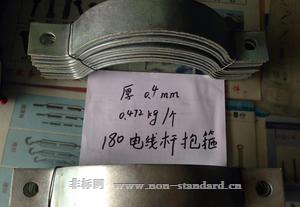 厚 0.4mm
0.472 kg/个
180 电线杆抱箍
非标网
www.non-standard.cn